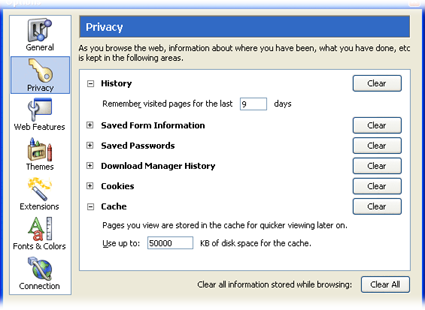 General
Privacy
Web Features
Themes
Extensions
Fonts & Colors
Connection
Privacy
As you browse the web, information about where you have been, what you have done, etc
is kept in the following areas.
History Clear
Remember visited pages for the last 9 days
Saved Form Information Clear
Saved Passwords Clear
Download Manager History Clear
Cookies Clear
Cache Clear
Pages you view are stored in the cache for quicker viewing later on.
Use up to: 50000 KB of disk space for the cache.
Clear all information stored while browsing: Clear All